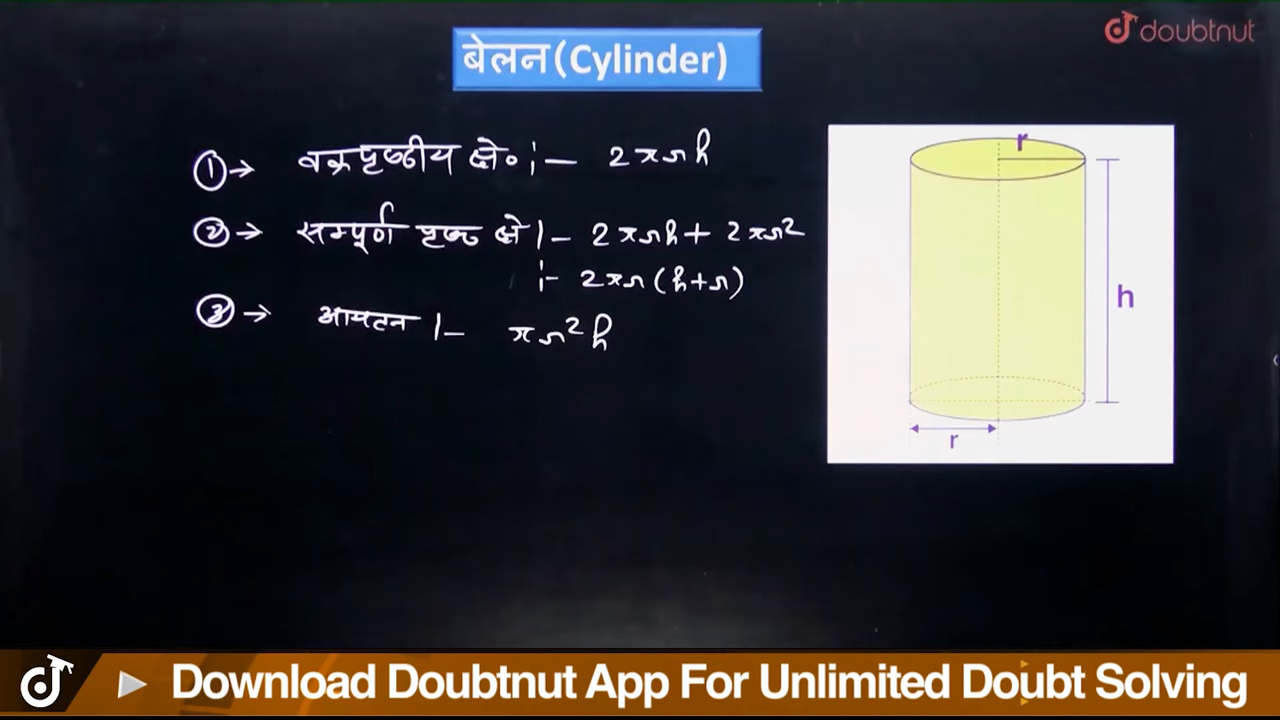 doubtnut
बेलन(Cylinder)
① → वक्रपृष्ठीय क्षे० :- 2πrh
② → सम्पूर्ण पृष्ठ क्षे :- 2πrh + 2πr²
:- 2πr(h+r)
③ → आयतन :- πr²h
r
h
r
Download Doubtnut App For Unlimited Doubt Solving